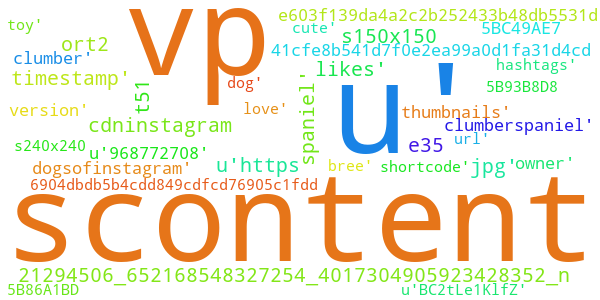 vp
e603f139da4a2c2b252433b48db5531d
toy'
cute'
5BC49AE7
ort2
s150x150
41cfe8b541d7f0e2ea99a0d1fa31d4cd
clumber'
likes'
hashtags'
timestamp'
dog'
u'
5B93B8D8
t51
version'
love'
thumbnails'
cdninstagram
spaniel'
clumberspaniel'
s240x240
u'968772708'
e35
url'
dogsofinstagram'
u'https
bree'
shortcode'
jpg'
owner'
6904dbdb5b4cdd849cdfcd76905c1fdd
scontent
21294506_652168548327254_4017304905923428352_n
5B86A1BD
u'BC2tLe1KlfZ'